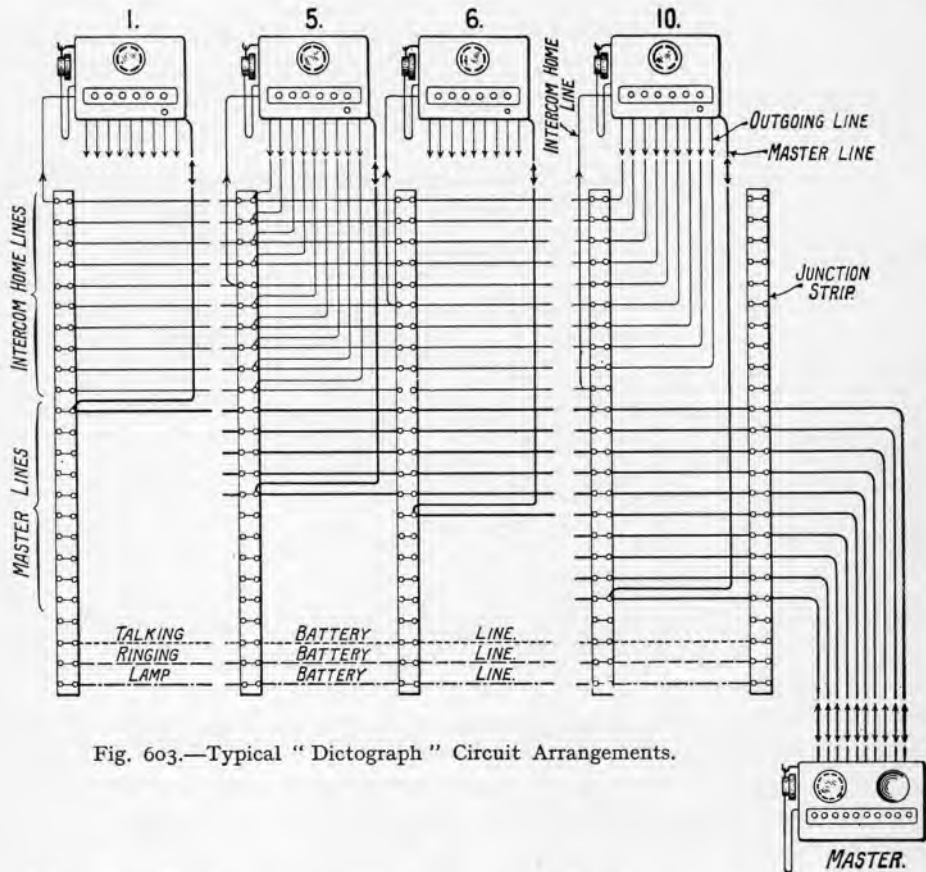 1.
5.
6.
10.
INTERCOM HOME
LINE
OUTGOING LINE
MASTER LINE
INTERCOM HOME LINES
JUNCTION
STRIP.
MASTER LINES
TALKING BATTERY LINE.
RINGING BATTERY LINE.
LAMP BATTERY LINE.
Fig. 603.—Typical “ Dictograph ” Circuit Arrangements.
MASTER.